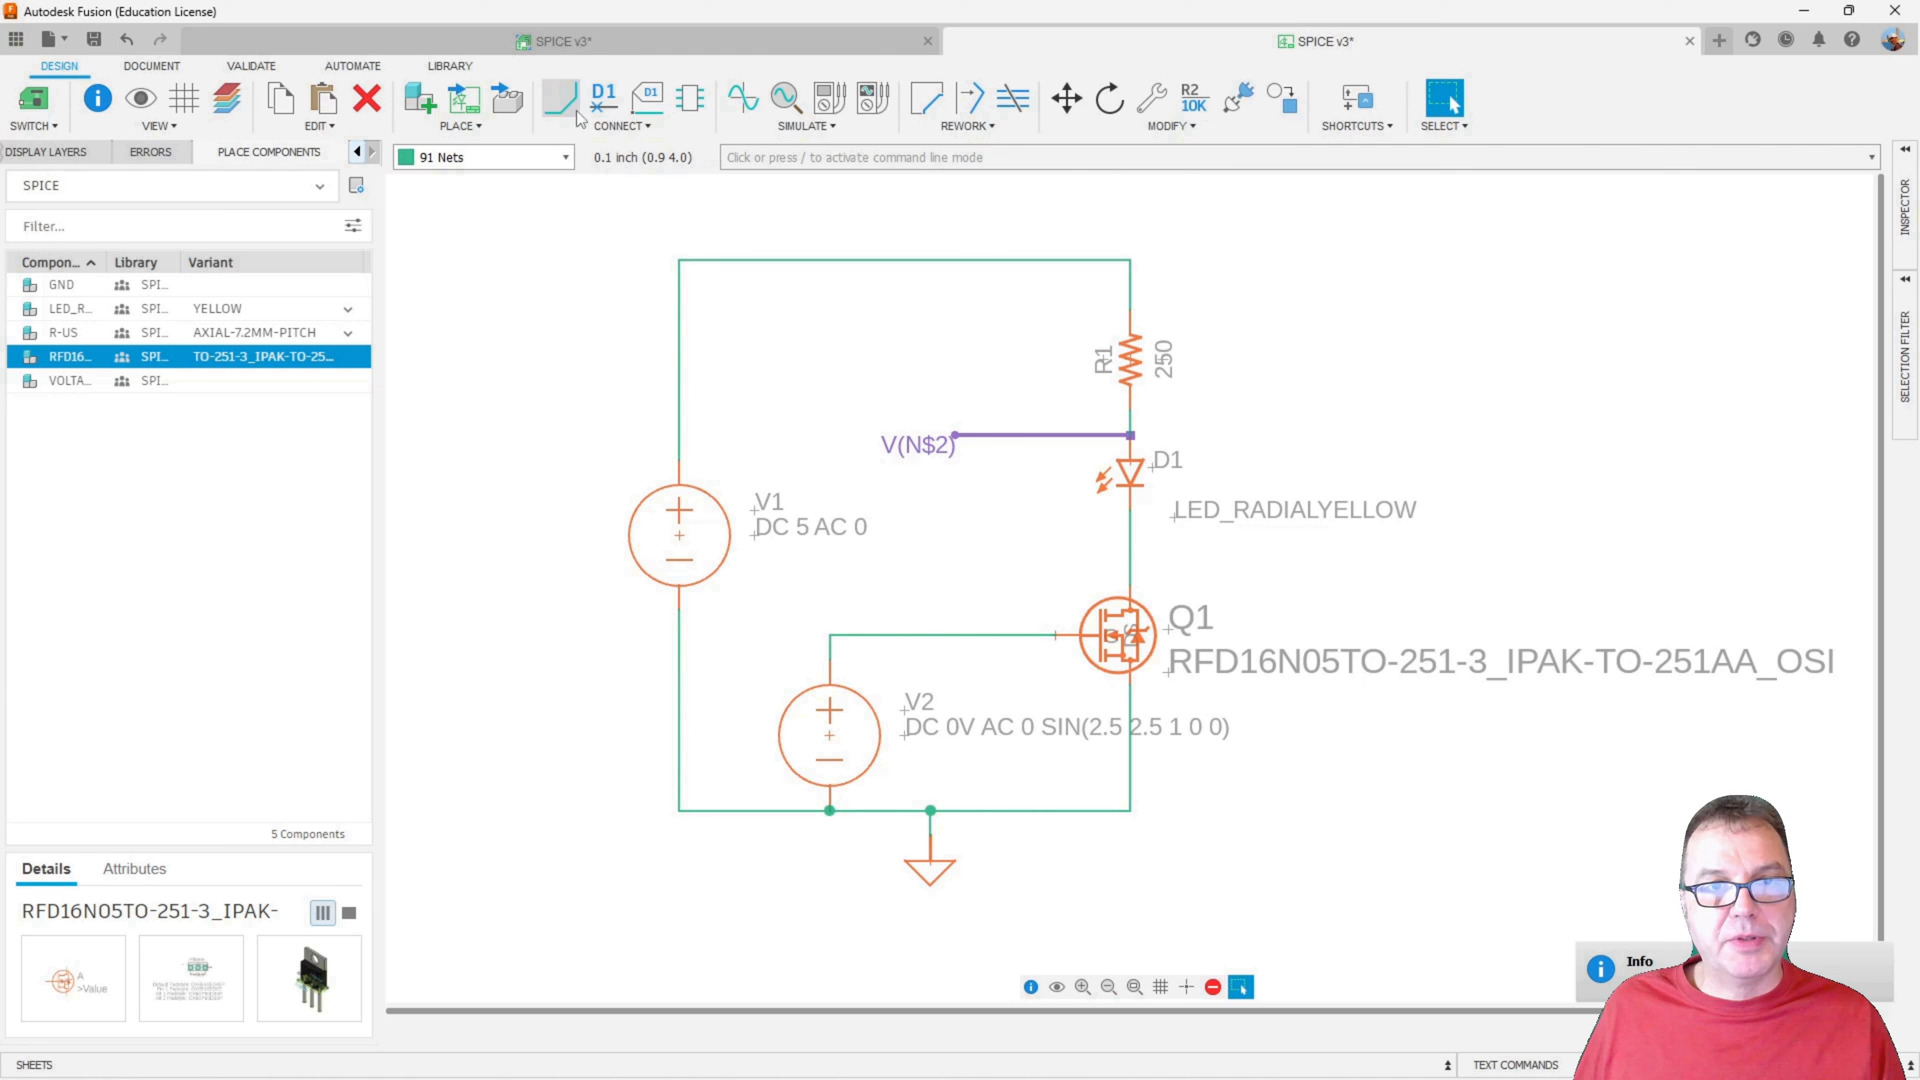 Autodesk Fusion (Education License)
SPICE v3*
SPICE v3*
DESIGN
DOCUMENT
VALIDATE
AUTOMATE
LIBRARY
D1
D1
R2
10K
SWITCH
VIEW
EDIT
PLACE
CONNECT
SIMULATE
REWORK
MODIFY
SHORTCUTS
SELECT
DISPLAY LAYERS
ERRORS
PLACE COMPONENTS
91 Nets
0.1 inch (0.9 4.0)
Click or press / to activate command line mode
SPICE
Filter...
Compon...
Library
Variant
GND
SPI...
LED_R...
SPI...
YELLOW
R-US
SPI...
AXIAL-7.2MM-PITCH
RFD16...
SPI...
TO-251-3_IPAK-TO-25...
VOLTA...
SPI...
5 Components
Details
Attributes
RFD16N05TO-251-3_IPAK-
A
>Value
R1
250
V(N$2)
D1
LED_RADIALYELLOW
V1
DC 5 AC 0
Q1
RFD16N05TO-251-3_IPAK-TO-251AA_OSI
V2
DC 0V AC 0 SIN(2.5 2.5 1 0 0)
INSPECTOR
SELECTION FILTER
Info
SHEETS
TEXT COMMANDS